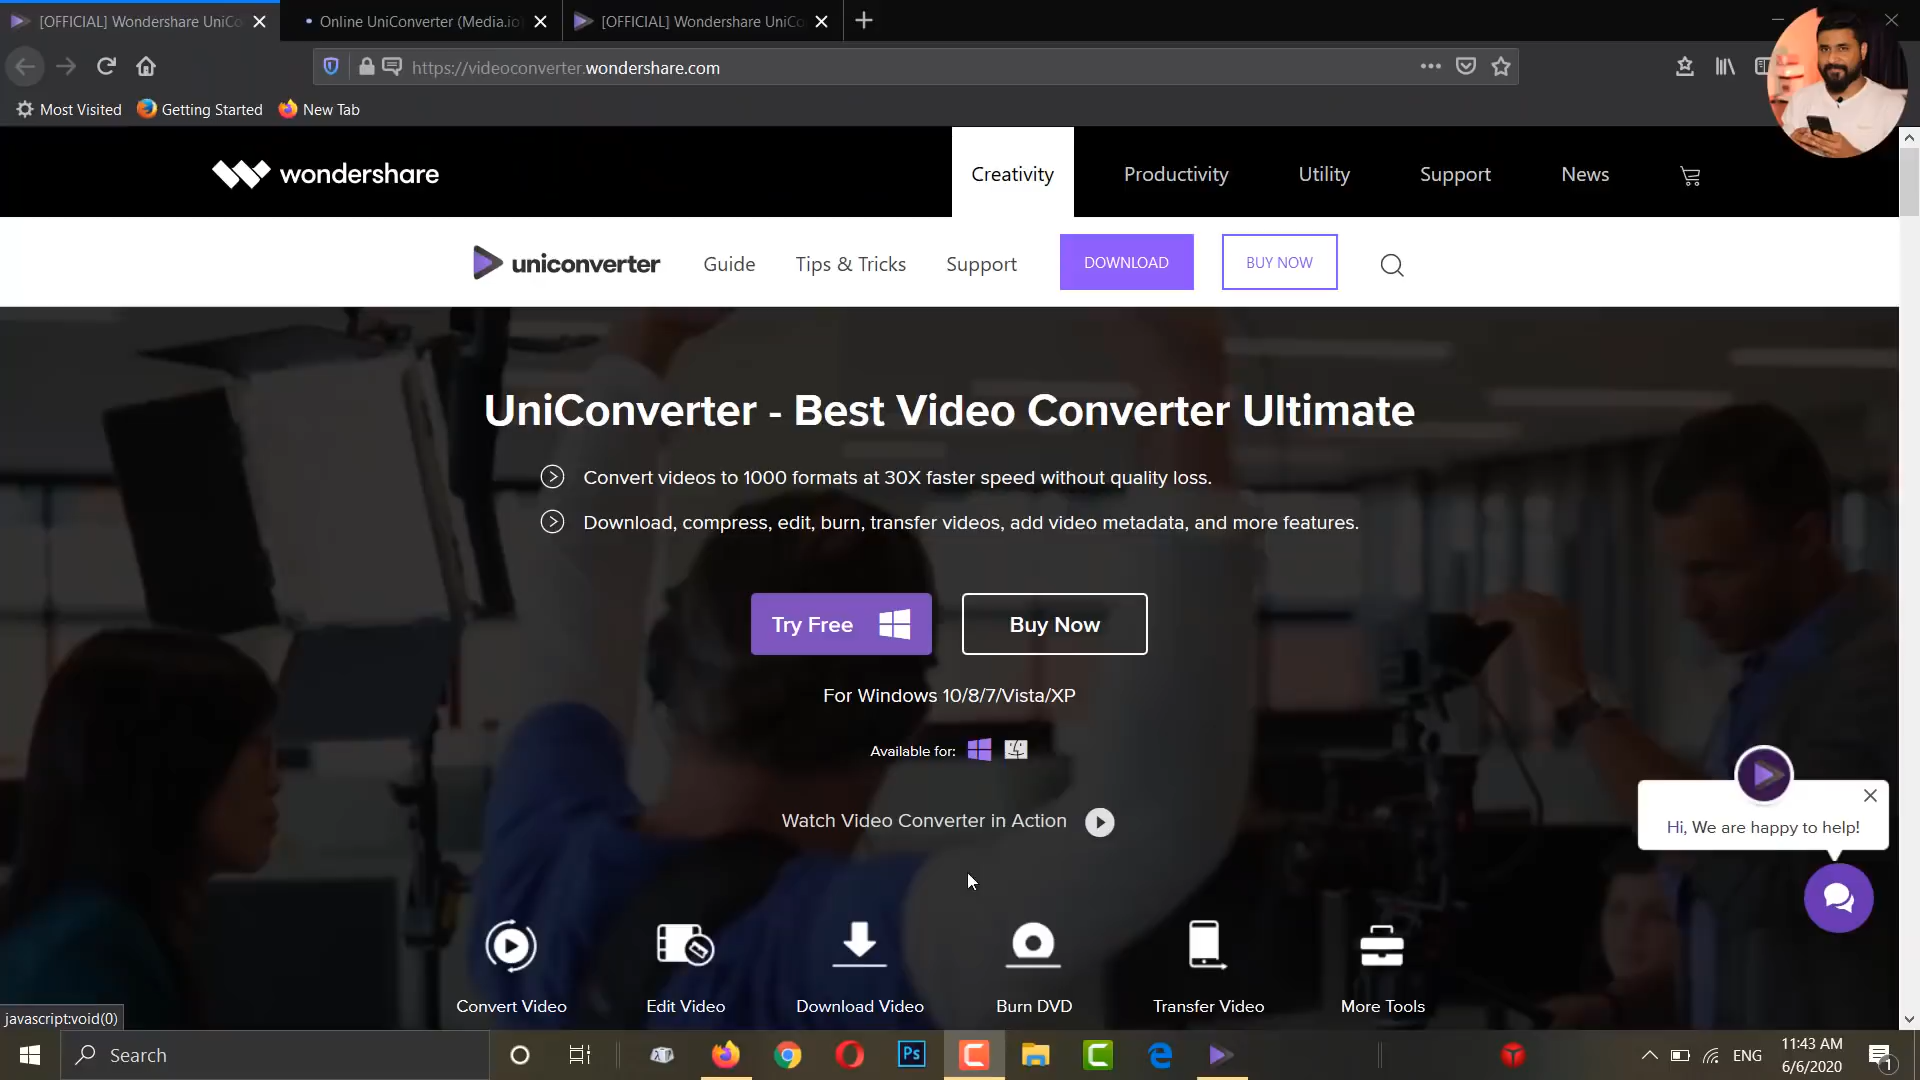 [OFFICIAL] Wondershare UniCo
Online UniConverter (Media.io)
[OFFICIAL] Wondershare UniCo
https://videoconverter.wondershare.com
Most Visited
Getting Started
New Tab
wondershare
Creativity
Productivity
Utility
Support
News
uniconverter
Guide
Tips & Tricks
Support
DOWNLOAD
BUY NOW
UniConverter - Best Video Converter Ultimate
Convert videos to 1000 formats at 30X faster speed without quality loss.
Download, compress, edit, burn, transfer videos, add video metadata, and more features.
Try Free
Buy Now
For Windows 10/8/7/Vista/XP
Available for:
Watch Video Converter in Action
Hi, We are happy to help!
Convert Video
Edit Video
Download Video
Burn DVD
Transfer Video
More Tools
javascript:void(0)
Search
Ps
ENG
11:43 AM
6/6/2020
1